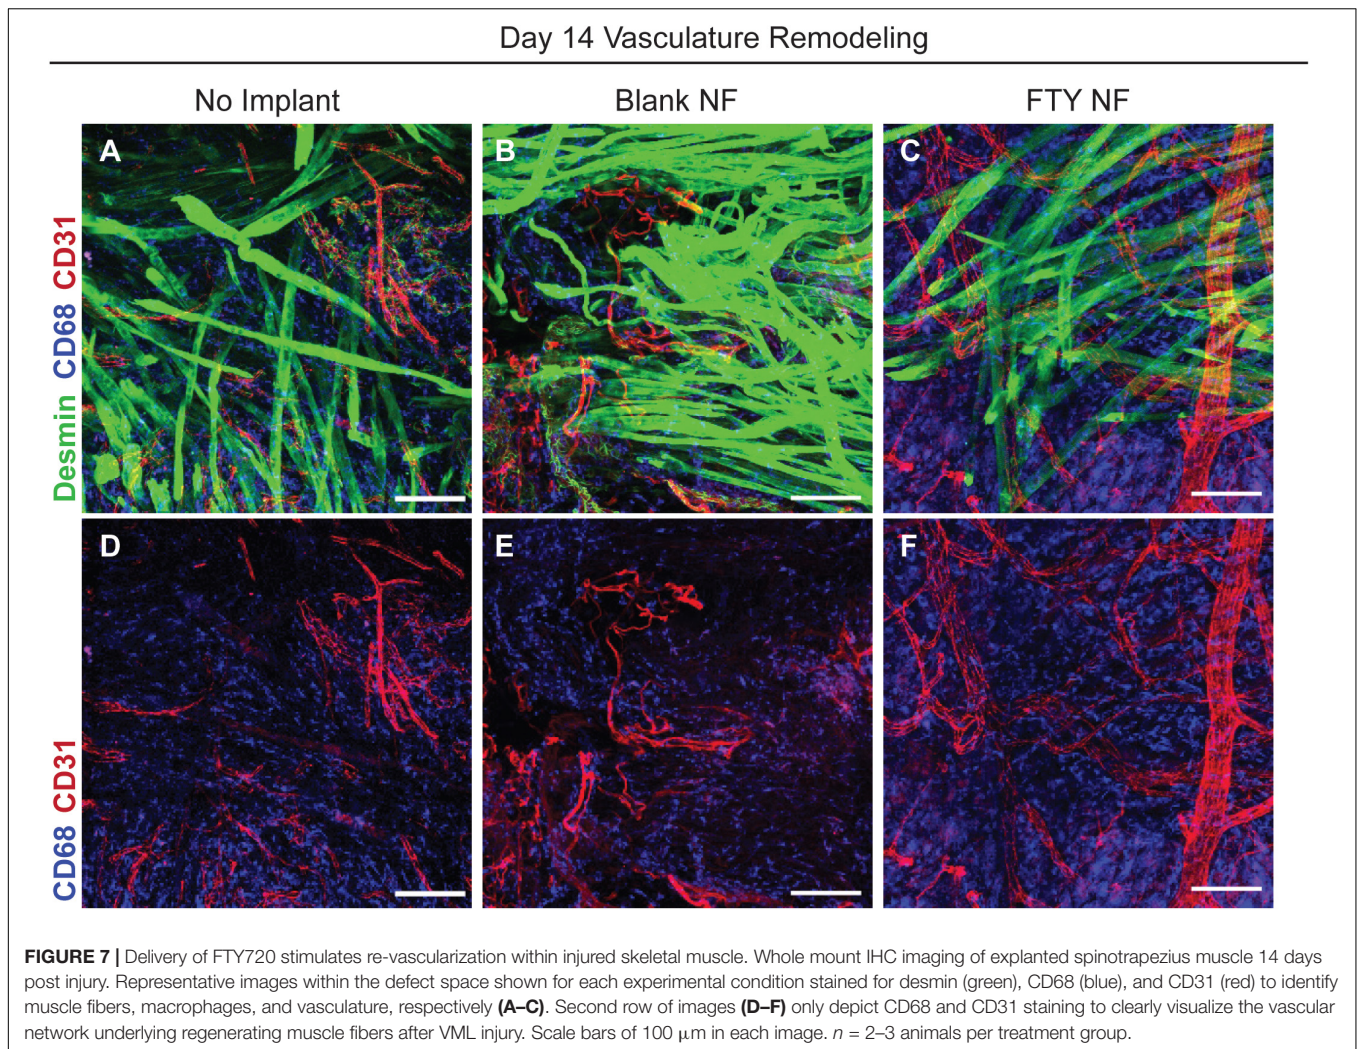 Day 14 Vasculature Remodeling
No Implant Blank NF FTY NF
Desmin CD68 CD31
A B C
CD68 CD31
D E F
FIGURE 7 | Delivery of FTY720 stimulates re-vascularization within injured skeletal muscle. Whole mount IHC imaging of explanted spinotrapezius muscle 14 days
post injury. Representative images within the defect space shown for each experimental condition stained for desmin (green), CD68 (blue), and CD31 (red) to identify
muscle fibers, macrophages, and vasculature, respectively (A–C). Second row of images (D–F) only depict CD68 and CD31 staining to clearly visualize the vascular
network underlying regenerating muscle fibers after VML injury. Scale bars of 100 μm in each image. n = 2–3 animals per treatment group.